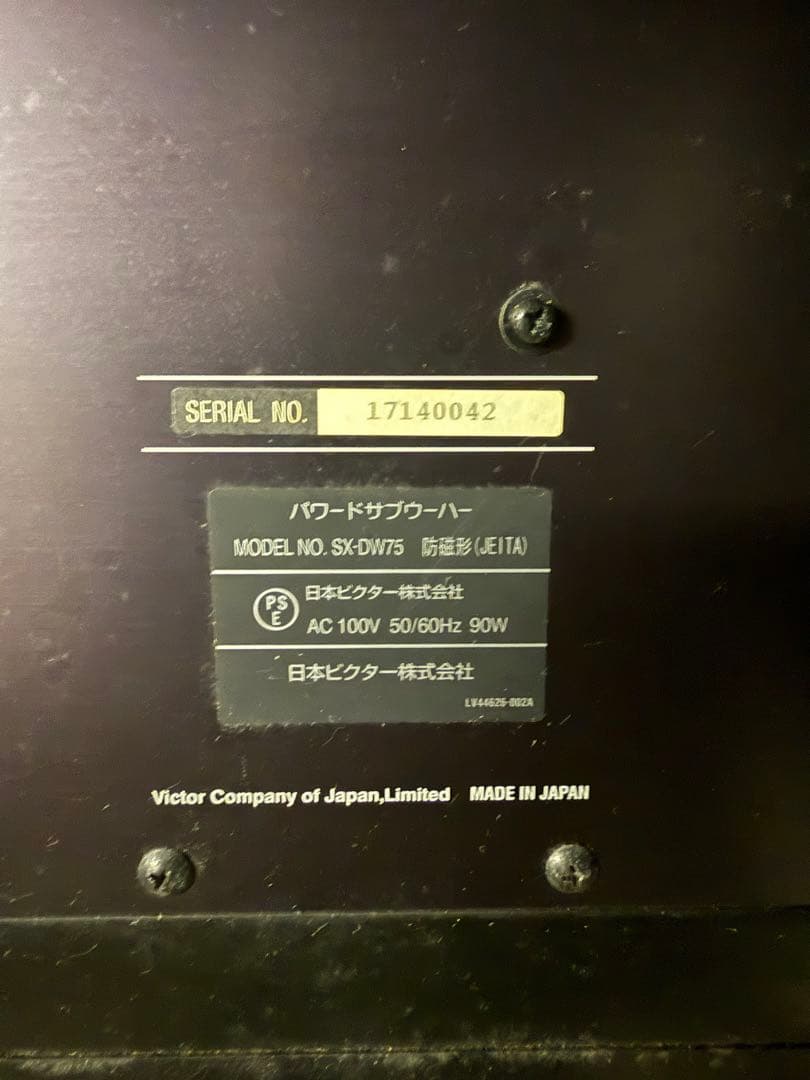 SERIAL NO. 17140042
パワードサブウーハー
MODEL NO. SX-DW75 防磁形(JEITA)
PS
E
日本ビクター株式会社
AC 100V 50/60Hz 90W
日本ビクター株式会社
LV44625-002A
Victor Company of Japan,Limited MADE IN JAPAN